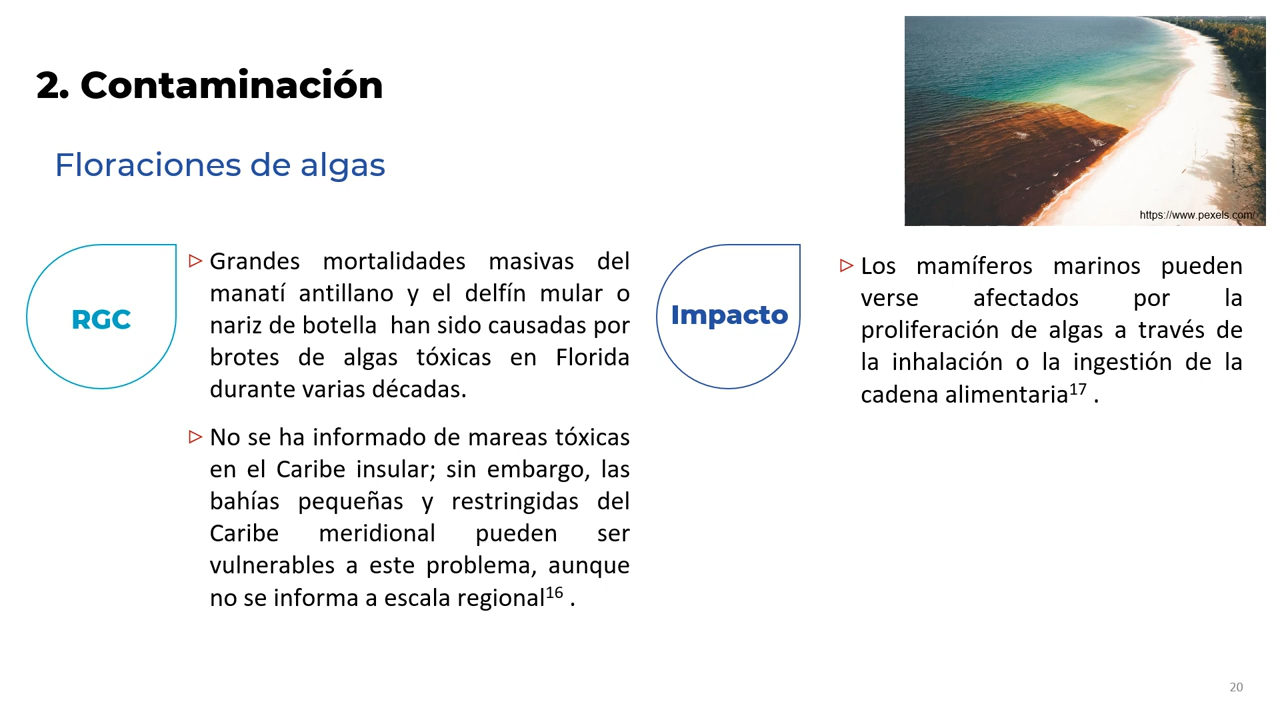 2. Contaminación
Floraciones de algas
https://www.pexels.com/
RGC
▷ Grandes mortalidades masivas del
manatí antillano y el delfín mular o
nariz de botella han sido causadas por
brotes de algas tóxicas en Florida
durante varias décadas.
▷ No se ha informado de mareas tóxicas
en el Caribe insular; sin embargo, las
bahías pequeñas y restringidas del
Caribe meridional pueden ser
vulnerables a este problema, aunque
no se informa a escala regional16 .
Impacto
▷ Los mamíferos marinos pueden
verse afectados por la
proliferación de algas a través de
la inhalación o la ingestión de la
cadena alimentaria17 .
20